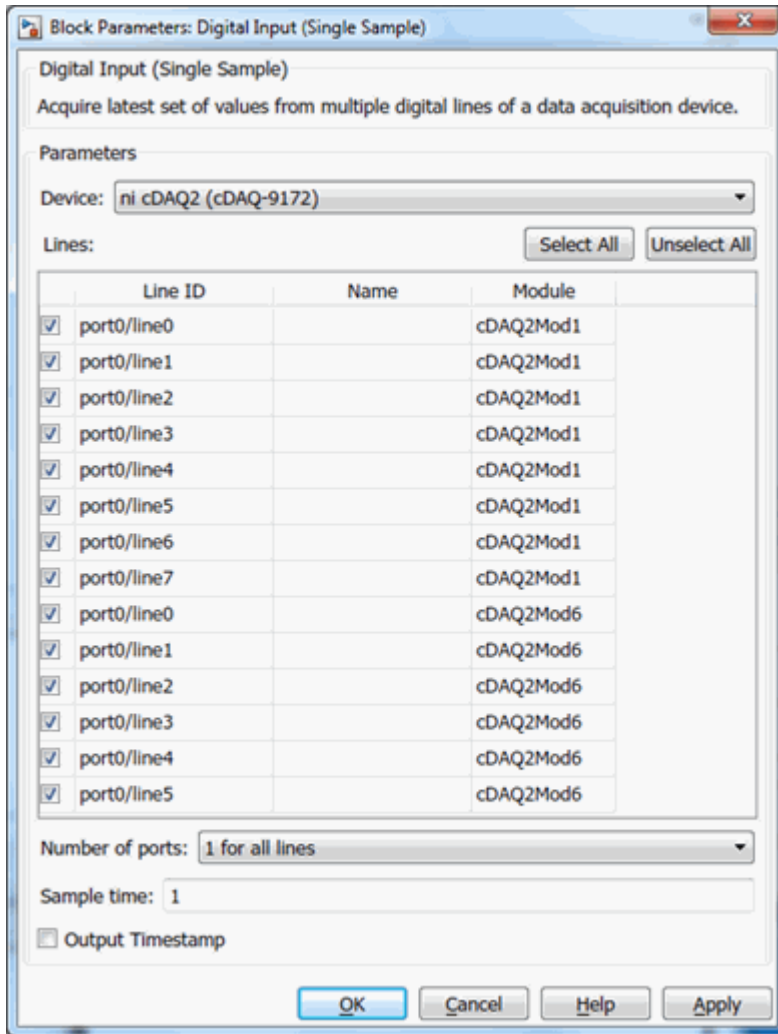 Block Parameters: Digital Input (Single Sample)
Digital Input (Single Sample)
Acquire latest set of values from multiple digital lines of a data acquisition device.
Parameters
Device: ni cDAQ2 (cDAQ-9172)
Lines: Select All Unselect All
Line ID Name Module
port0/line0 cDAQ2Mod1
port0/line1 cDAQ2Mod1
port0/line2 cDAQ2Mod1
port0/line3 cDAQ2Mod1
port0/line4 cDAQ2Mod1
port0/line5 cDAQ2Mod1
port0/line6 cDAQ2Mod1
port0/line7 cDAQ2Mod1
port0/line0 cDAQ2Mod6
port0/line1 cDAQ2Mod6
port0/line2 cDAQ2Mod6
port0/line3 cDAQ2Mod6
port0/line4 cDAQ2Mod6
port0/line5 cDAQ2Mod6
Number of ports: 1 for all lines
Sample time: 1
Output Timestamp
OK Cancel Help Apply